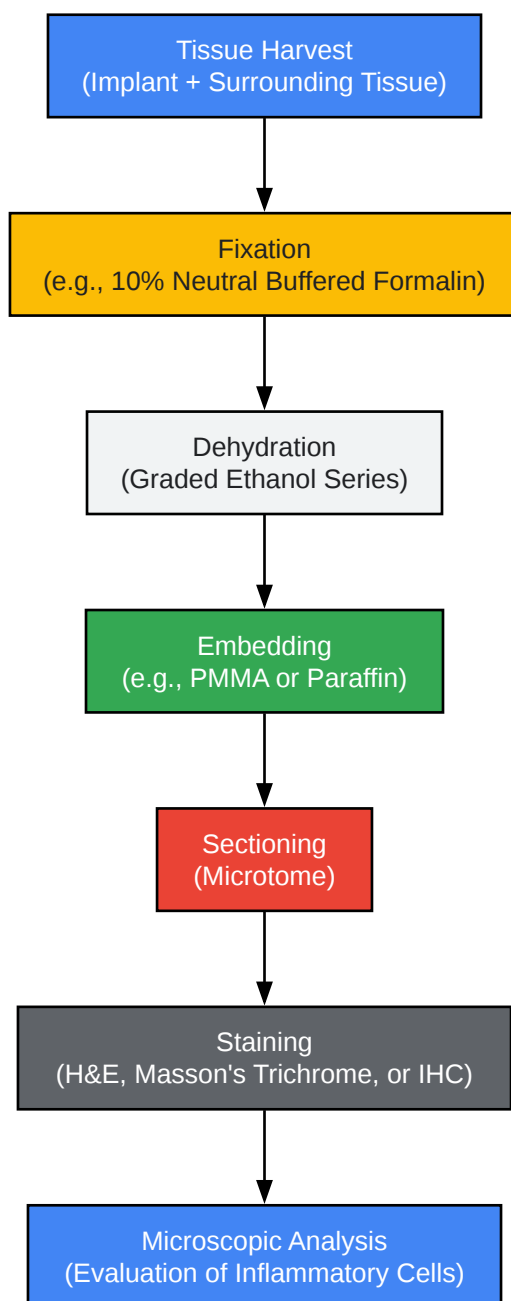 Tissue Harvest
(Implant + Surrounding Tissue)
Fixation
(e.g., 10% Neutral Buffered Formalin)
Dehydration
(Graded Ethanol Series)
Embedding
(e.g., PMMA or Paraffin)
Sectioning
(Microtome)
Staining
(H&E, Masson's Trichrome, or IHC)
Microscopic Analysis
(Evaluation of Inflammatory Cells)